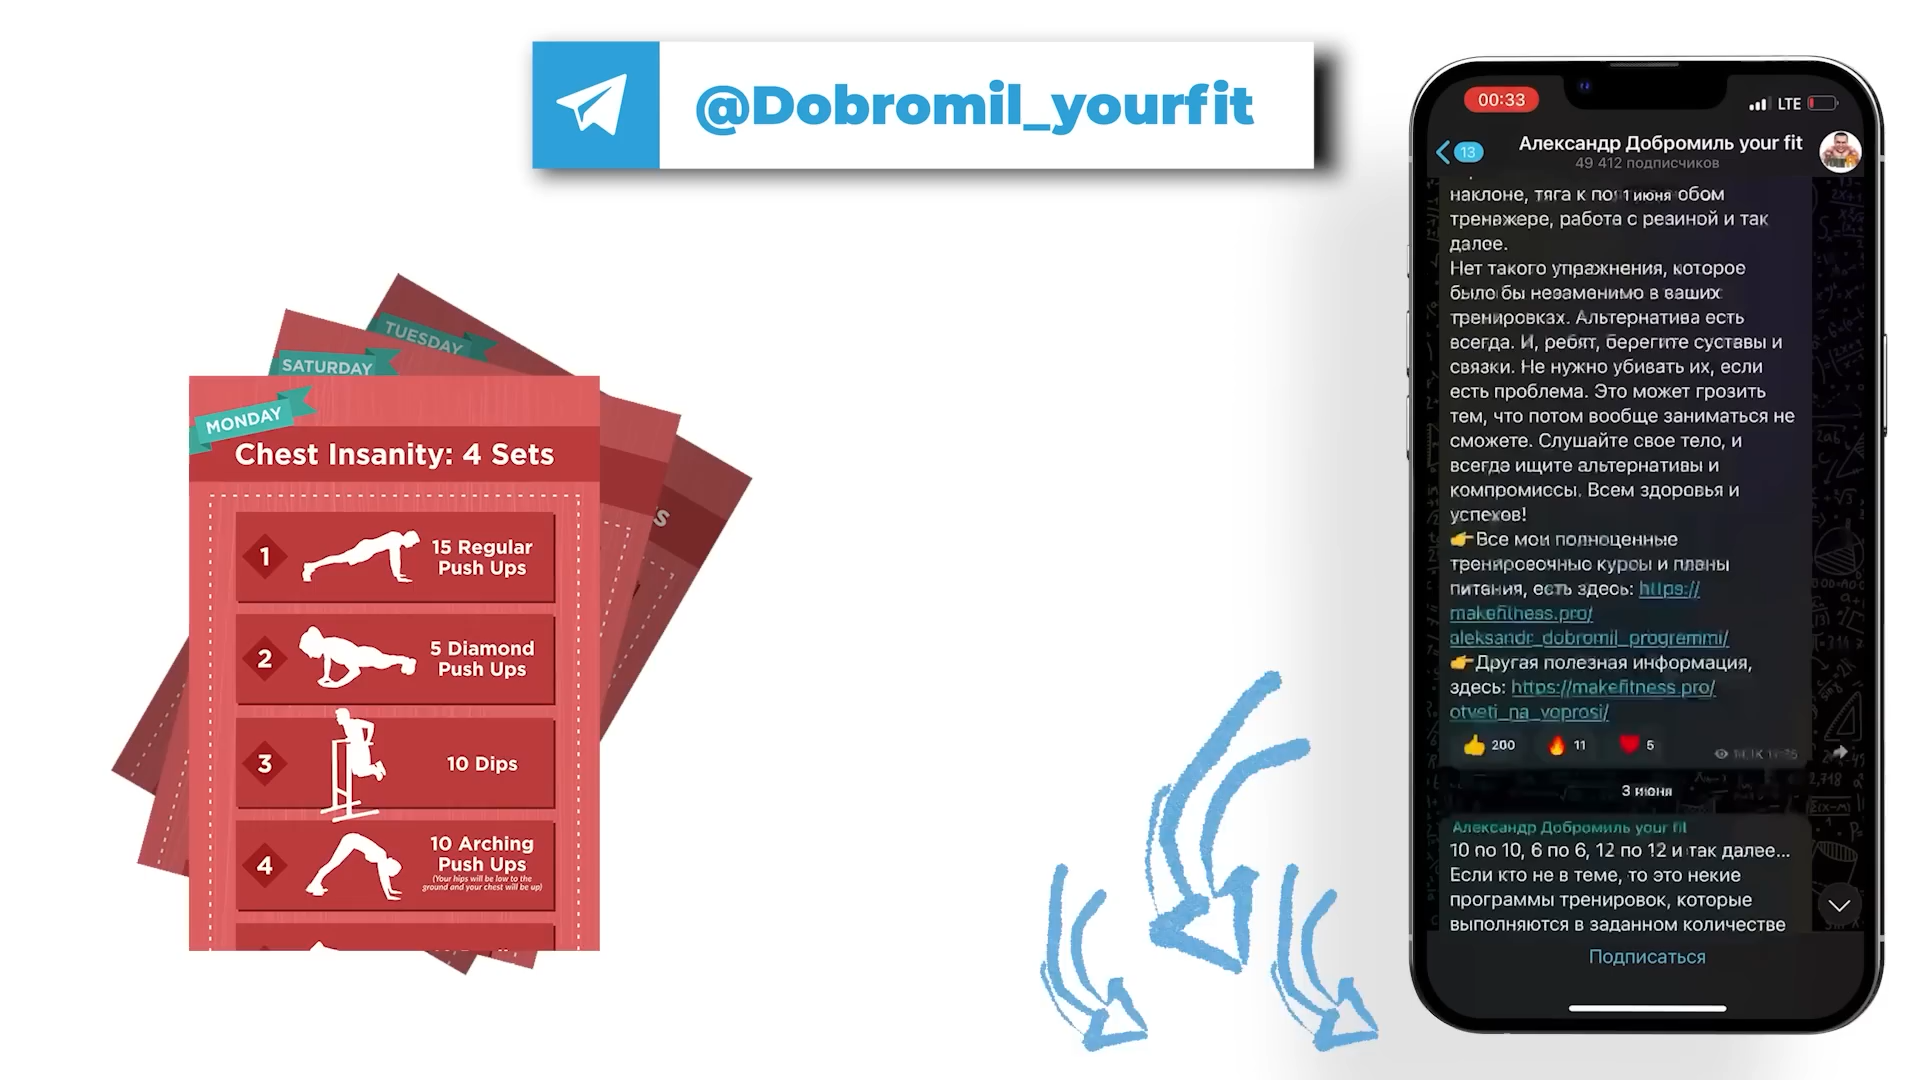 @Dobromil_yourfit
TUESDAY
SATURDAY
MONDAY
Chest Insanity: 4 Sets
1
15 Regular
Push Ups
2
5 Diamond
Push Ups
3
10 Dips
4
10 Arching
Push Ups
(Your hips will be low to the
ground and your chest will be up)
00:33
LTE
13
Александр Добромиль your fit
49 412 подписчиков
1 июня
наклоне, тяга к обом
тренажере, работа с резиной и так
далее.
Нет такого упражнения, которое
было бы незаменимо в ваших
тренировках. Альтернатива есть
всегда. И, ребят, берегите суставы и
связки. Не нужно убивать их, если
есть проблема. Это может грозить
тем, что потом вообще заниматься не
сможете. Слушайте свое тело, и
всегда ищите альтернативы и
компромиссы. Всем здоровья и
успехов!
👉Все мои полноценные
тренировочные курсы и планы
питания, есть здесь: https://
makefitness.pro/
aleksandr_dobromil_programmi/
👉Другая полезная информация,
здесь: https://makefitness.pro/
otveti_na_voprosi/
👍 200 🔥 11 ❤️ 5
3 июня
Александр Добромиль your fit
10 по 10, 6 по 6, 12 по 12 и так далее...
Если кто не в теме, то это некие
программы тренировок, которые
выполняются в заданном количестве
Подписаться